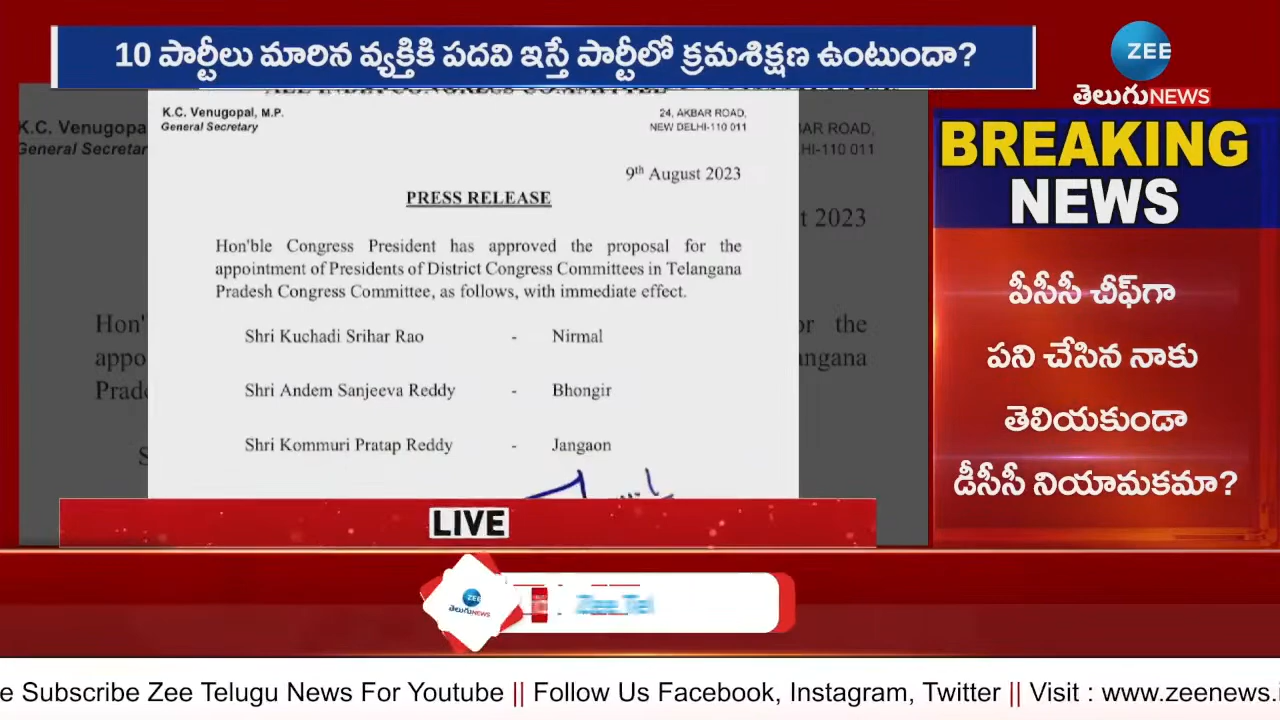 10 పార్టీలు మారిన వ్యక్తికి పదవి ఇస్తే పార్టీలో క్రమశిక్షణ ఉంటుందా?
ZEE
తెలుగు NEWS
K.C. Venugopal, M.P.
General Secretary
24, AKBAR ROAD,
NEW DELHI-110 011
9th August 2023
PRESS RELEASE
Hon'ble Congress President has approved the proposal for the
appointment of Presidents of District Congress Committees in Telangana
Pradesh Congress Committee, as follows, with immediate effect.
Shri Kuchadi Srihar Rao - Nirmal
Shri Andem Sanjeeva Reddy - Bhongir
Shri Kommuri Pratap Reddy - Jangaon
BREAKING
NEWS
పీసీసీ చీఫ్‌గా
పని చేసిన నాకు
తెలియకుండా
డీసీసీ నియామకమా?
LIVE
ZEE
తెలుగు NEWS
e Subscribe Zee Telugu News For Youtube || Follow Us Facebook, Instagram, Twitter || Visit : www.zeenews.i